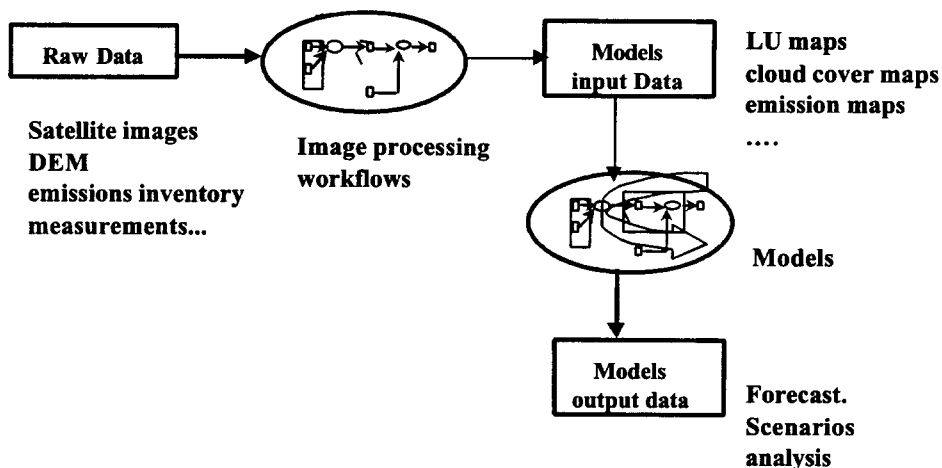 Raw Data
Satellite images
DEM
emissions inventory
measurements...
Image processing
workflows
Models
input Data
LU maps
cloud cover maps
emission maps
....
Models
Models
output data
Forecast.
Scenarios
analysis